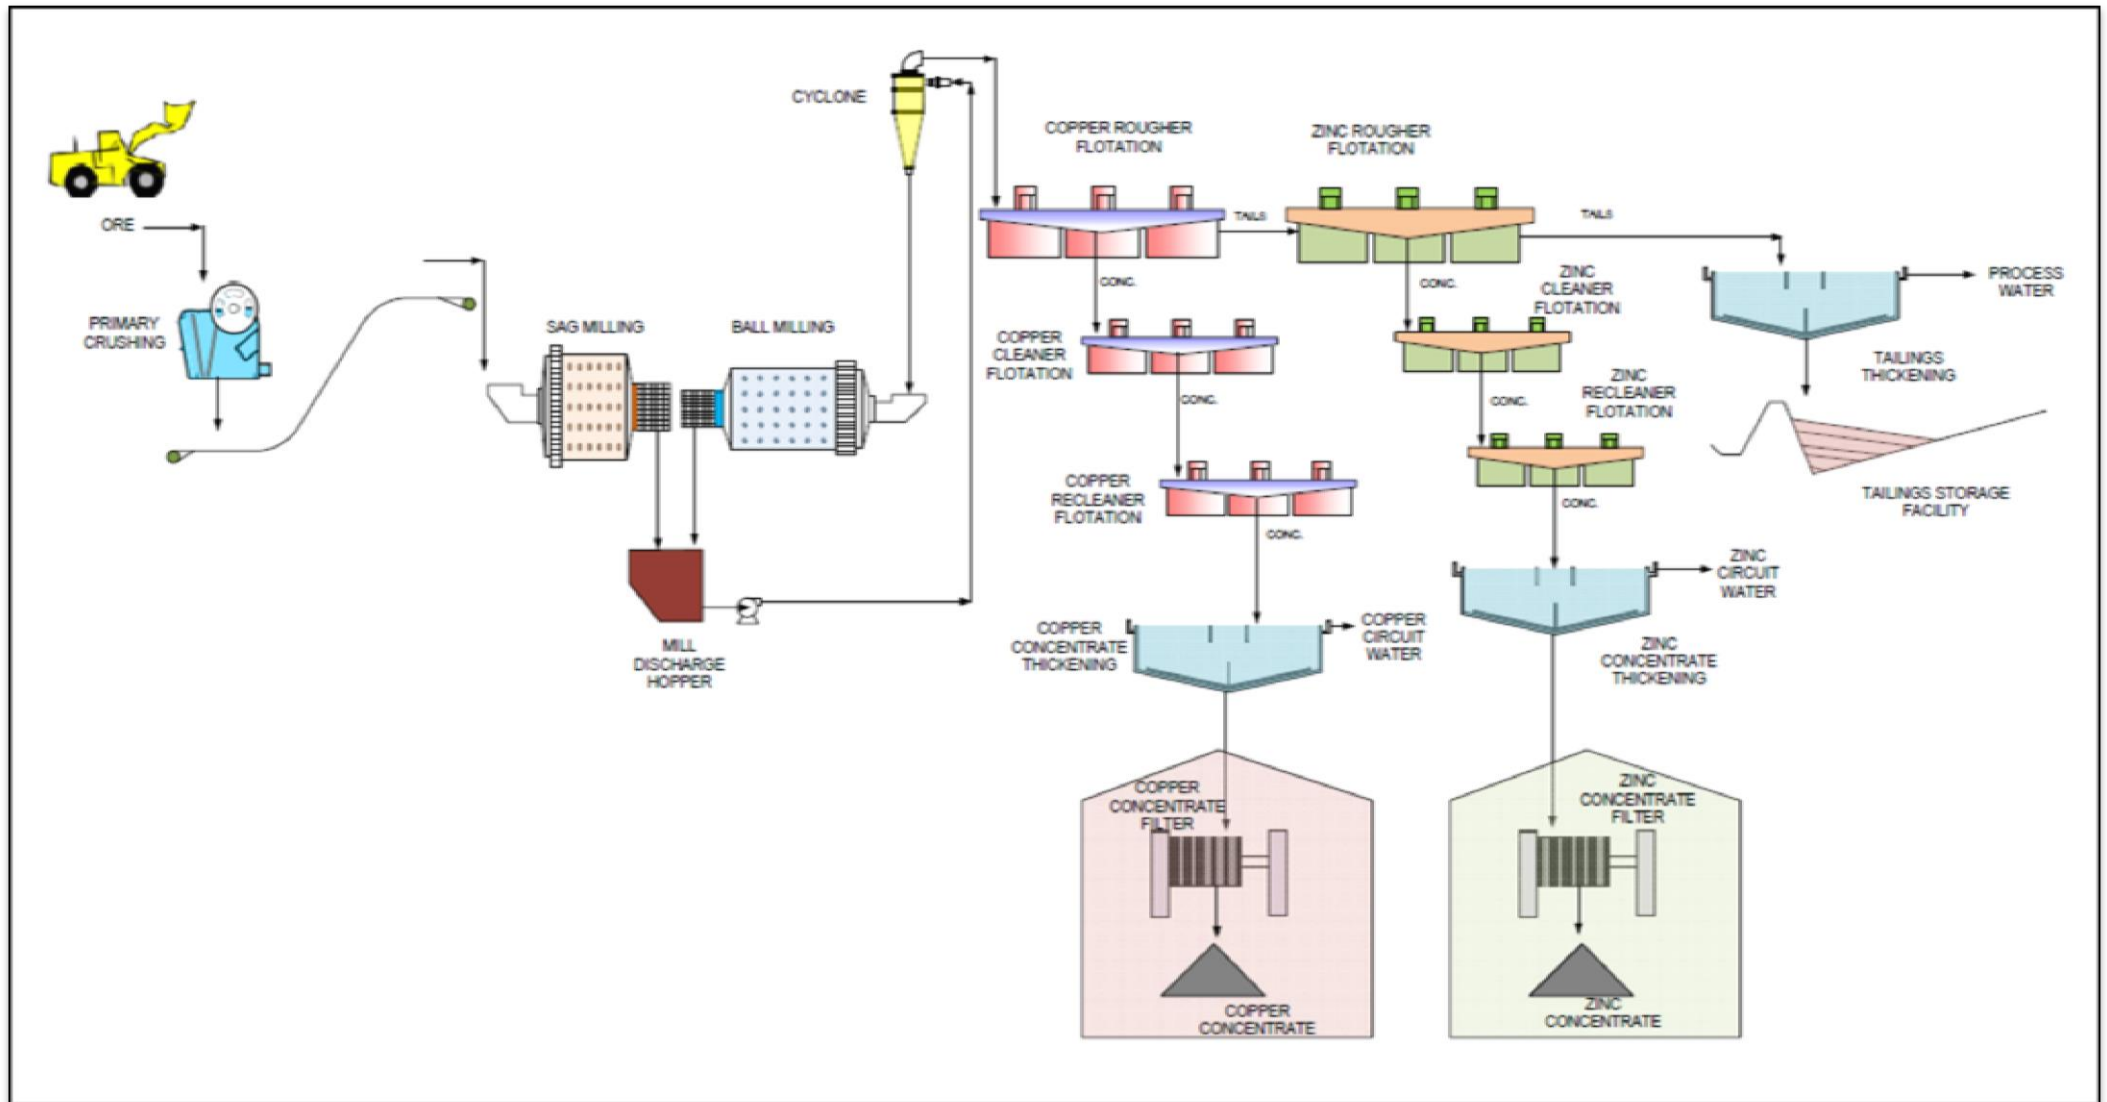 CYCLONE
COPPER ROUGHER
FLOTATION
ZINC ROUGHER
FLOTATION
ORE
TAILS
TAILS
PRIMARY
CRUSHING
SAG MILLING
BALL MILLING
CONC.
CONC.
ZINC
CLEANER
FLOTATION
PROCESS
WATER
COPPER
CLEANER
FLOTATION
TAILINGS
THICKENING
CONC.
CONC.
ZINC
RECLEANER
FLOTATION
COPPER
RECLEANER
FLOTATION
CONC.
CONC.
TAILINGS STORAGE
FACILITY
MILL
DISCHARGE
HOPPER
COPPER
CONCENTRATE
THICKENING
COPPER
CIRCUIT
WATER
ZINC
CIRCUIT
WATER
ZINC
CONCENTRATE
THICKENING
COPPER
CONCENTRATE
FILTER
ZINC
CONCENTRATE
FILTER
COPPER
CONCENTRATE
ZINC
CONCENTRATE